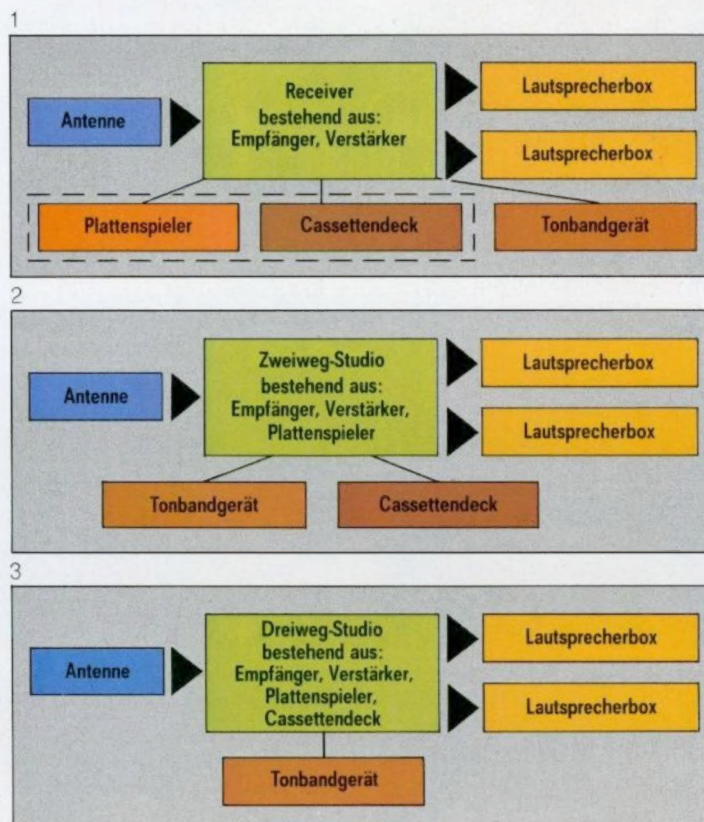 1
Antenne
Receiver
bestehend aus:
Empfänger, Verstärker
Lautsprecherbox
Lautsprecherbox
Plattenspieler
Cassettendeck
Tonbandgerät
2
Antenne
Zweiweg-Studio
bestehend aus:
Empfänger, Verstärker,
Plattenspieler
Lautsprecherbox
Lautsprecherbox
Tonbandgerät
Cassettendeck
3
Antenne
Dreiweg-Studio
bestehend aus:
Empfänger, Verstärker,
Plattenspieler,
Cassettendeck
Lautsprecherbox
Lautsprecherbox
Tonbandgerät